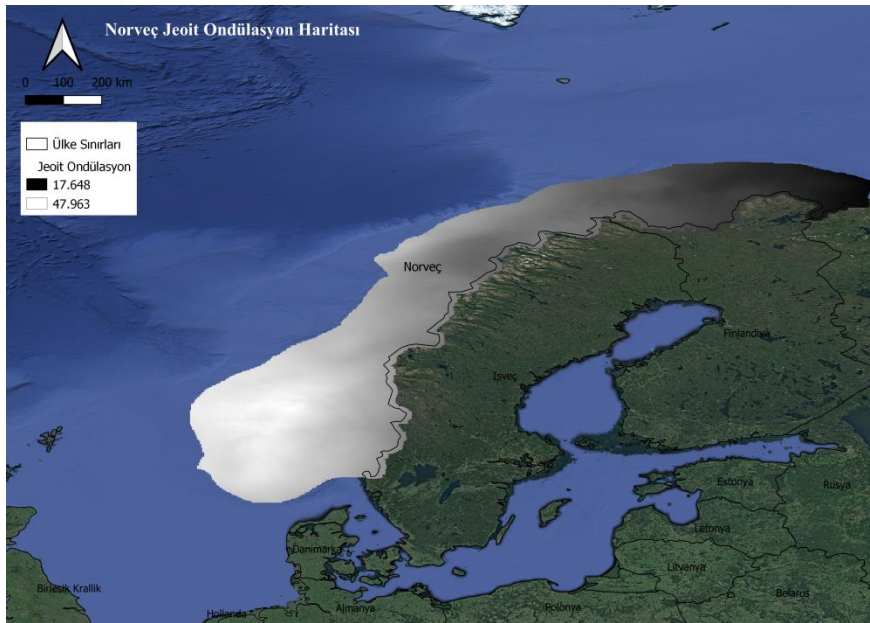 Norveç Jeoit Ondülasyon Haritası
0 100 200 km
Ülke Sınırları
Jeoit Ondülasyon
17.648
47.963
Norveç
Finlandiya
İsveç
Estonya
Rusya
Letonya
Danimarka
Litvanya
Birleşik Krallık
Belarus
Hollanda
Almanya
Polonya